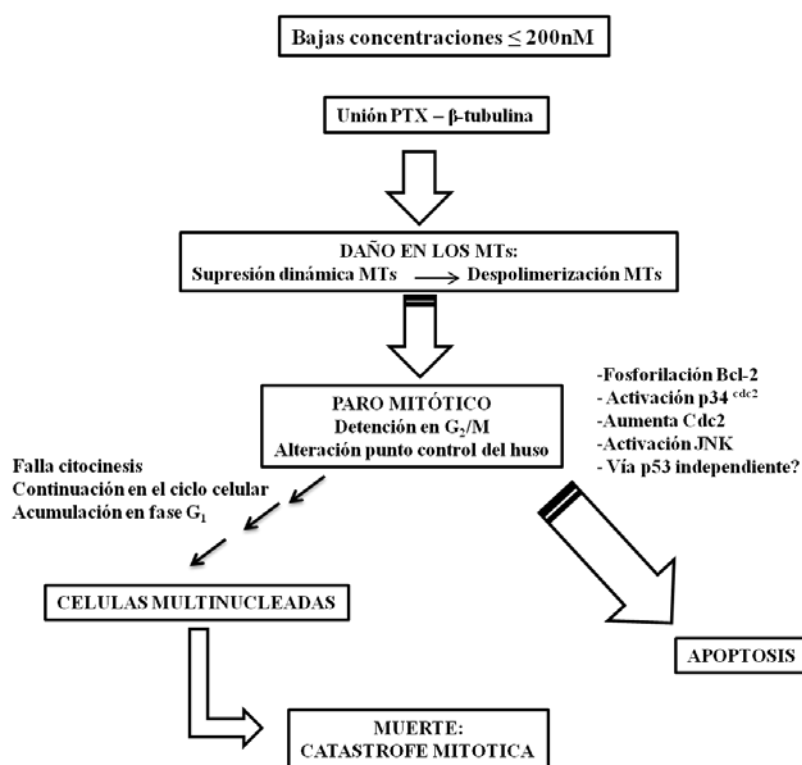 Bajas concentraciones ≤ 200nM
Unión PTX – β-tubulina
DAÑO EN LOS MTs:
Supresión dinámica MTs → Despolimerización MTs
PARO MITÓTICO
Detención en G₂/M
Alteración punto control del huso
-Fosforilación Bcl-2
- Activación p34 ᶜᵈᶜ²
- Aumenta Cdc2
- Activación JNK
- Vía p53 independiente?
Falla citocinesis
Continuación en el ciclo celular
Acumulación en fase G₁
CELULAS MULTINUCLEADAS
APOPTOSIS
MUERTE:
CATASTROFE MITOTICA